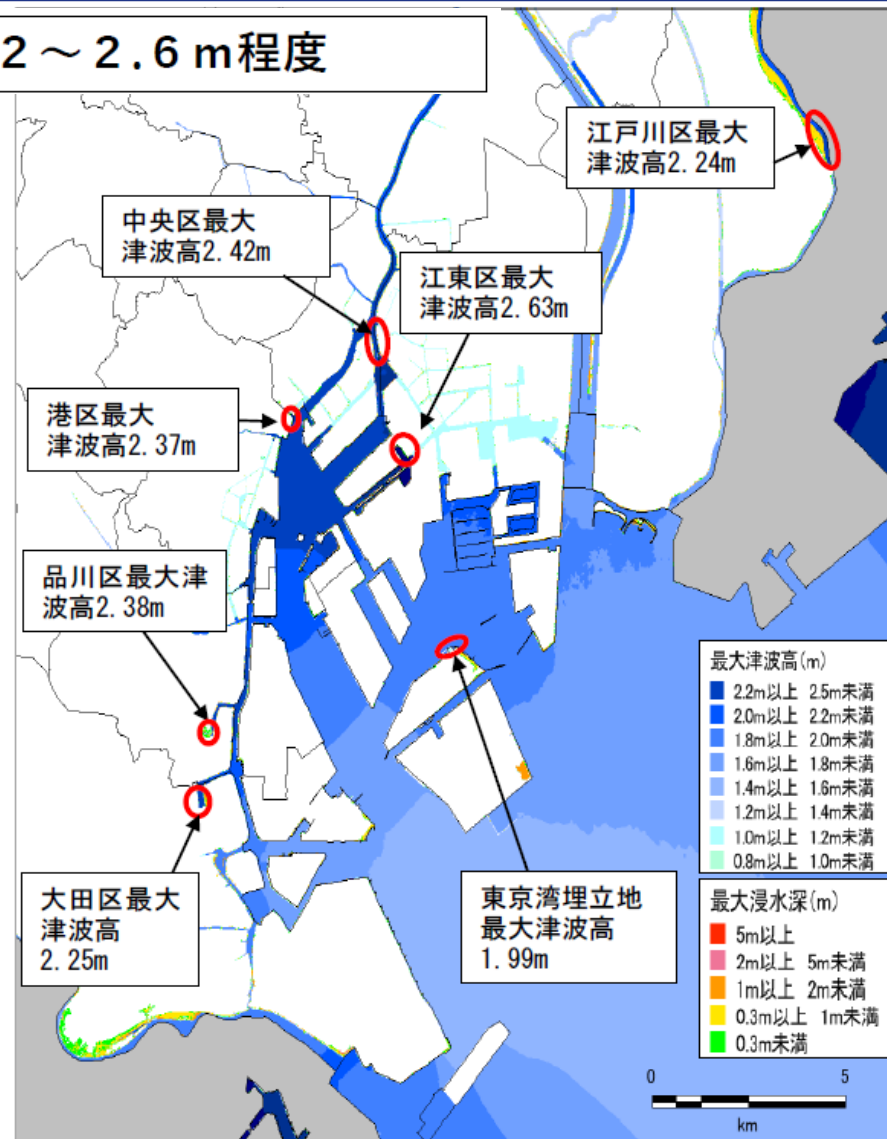 2～2.6m程度
江戸川区最大
津波高2.24m
中央区最大
津波高2.42m
江東区最大
津波高2.63m
港区最大
津波高2.37m
品川区最大津
波高2.38m
大田区最大
津波高
2.25m
東京湾埋立地
最大津波高
1.99m
最大津波高(m)
2.2m以上 2.5m未満
2.0m以上 2.2m未満
1.8m以上 2.0m未満
1.6m以上 1.8m未満
1.4m以上 1.6m未満
1.2m以上 1.4m未満
1.0m以上 1.2m未満
0.8m以上 1.0m未満
最大浸水深(m)
5m以上
2m以上 5m未満
1m以上 2m未満
0.3m以上 1m未満
0.3m未満
0 5
km